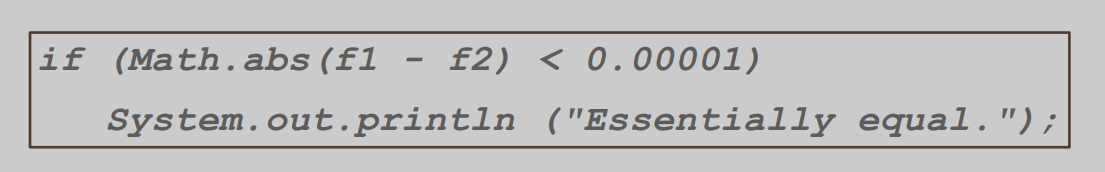 if (Math.abs(f1 - f2) < 0.00001)
System.out.println ("Essentially equal.");